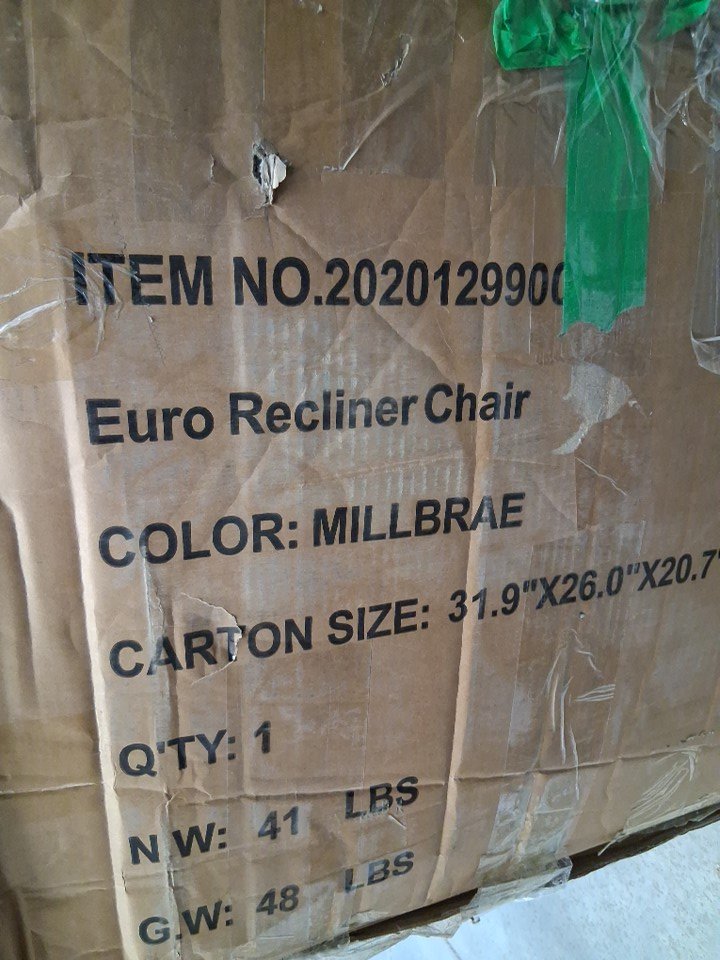 ITEM NO.2020129900
Euro Recliner Chair
COLOR: MILLBRAE
CARTON SIZE: 31.9"X26.0"X20.7"
Q'TY: 1
N W: 41 LBS
G.W: 48 LBS